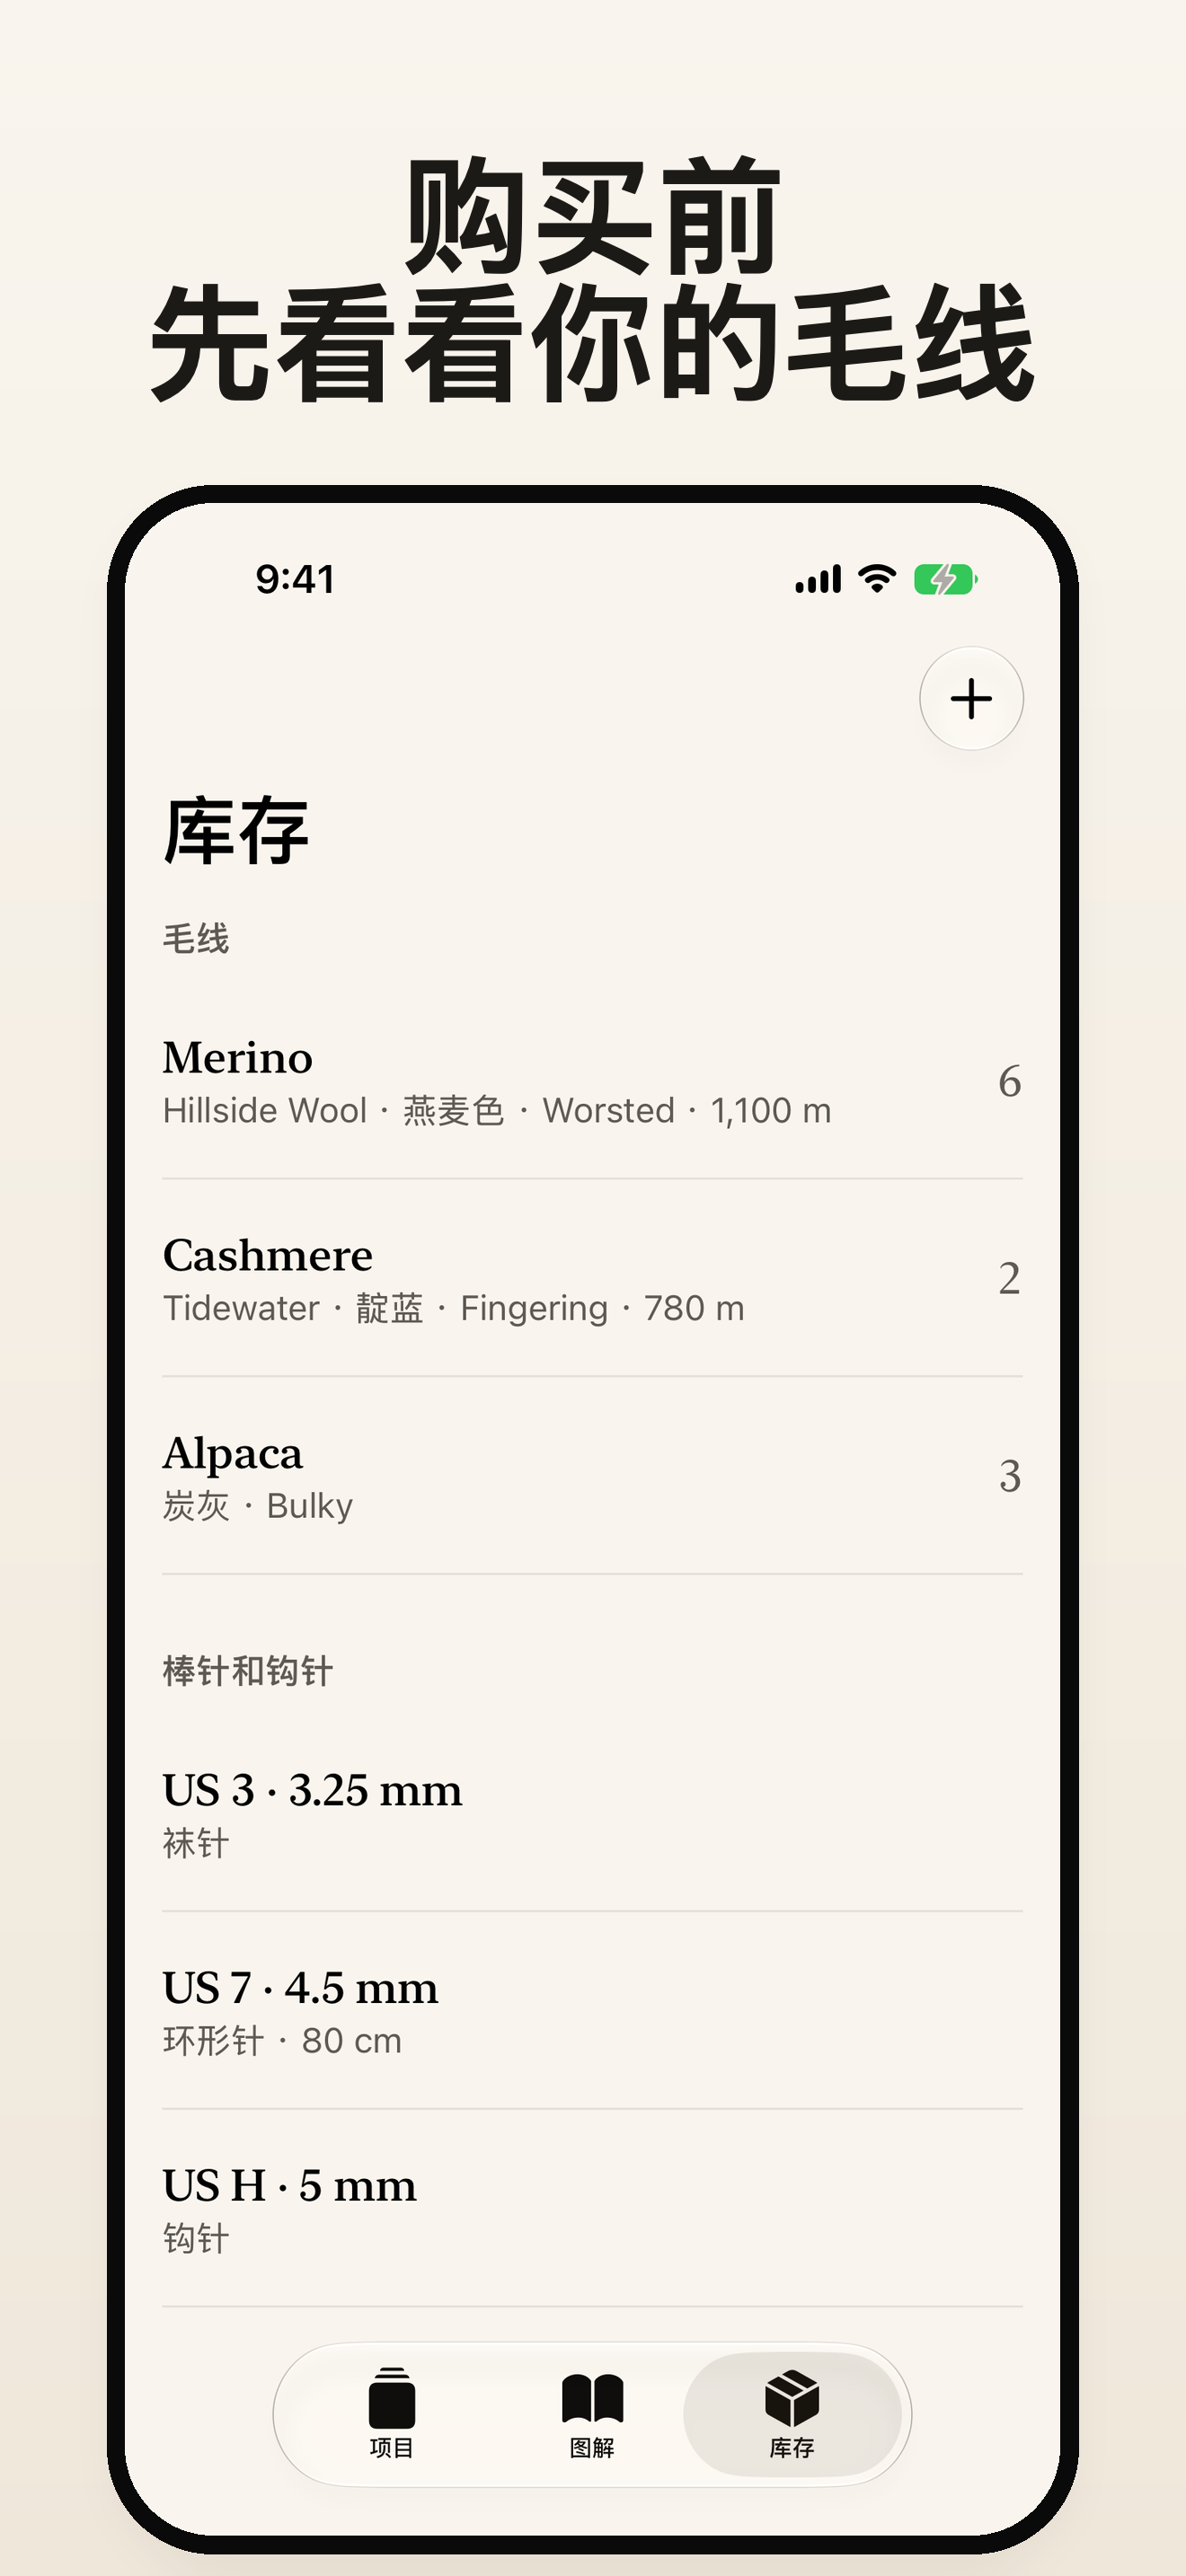 购买前
先看看你的毛线
9:41
库存
毛线
Merino
6
Hillside Wool · 燕麦色 · Worsted · 1,100 m
Cashmere
2
Tidewater · 靛蓝 · Fingering · 780 m
Alpaca
3
炭灰 · Bulky
棒针和钩针
US 3 · 3.25 mm
袜针
US 7 · 4.5 mm
环形针 · 80 cm
US H · 5 mm
钩针
项目
图解
库存